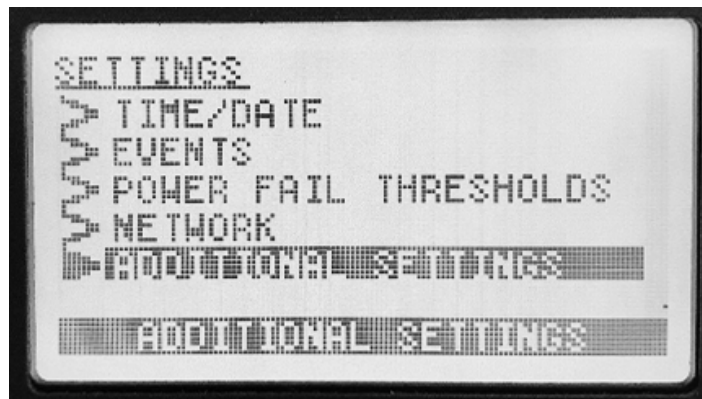 SETTINGS
TIME/DATE
EVENTS
POWER FAIL THRESHOLDS
NETWORK
ADDITIONAL SETTINGS
ADDITIONAL SETTINGS